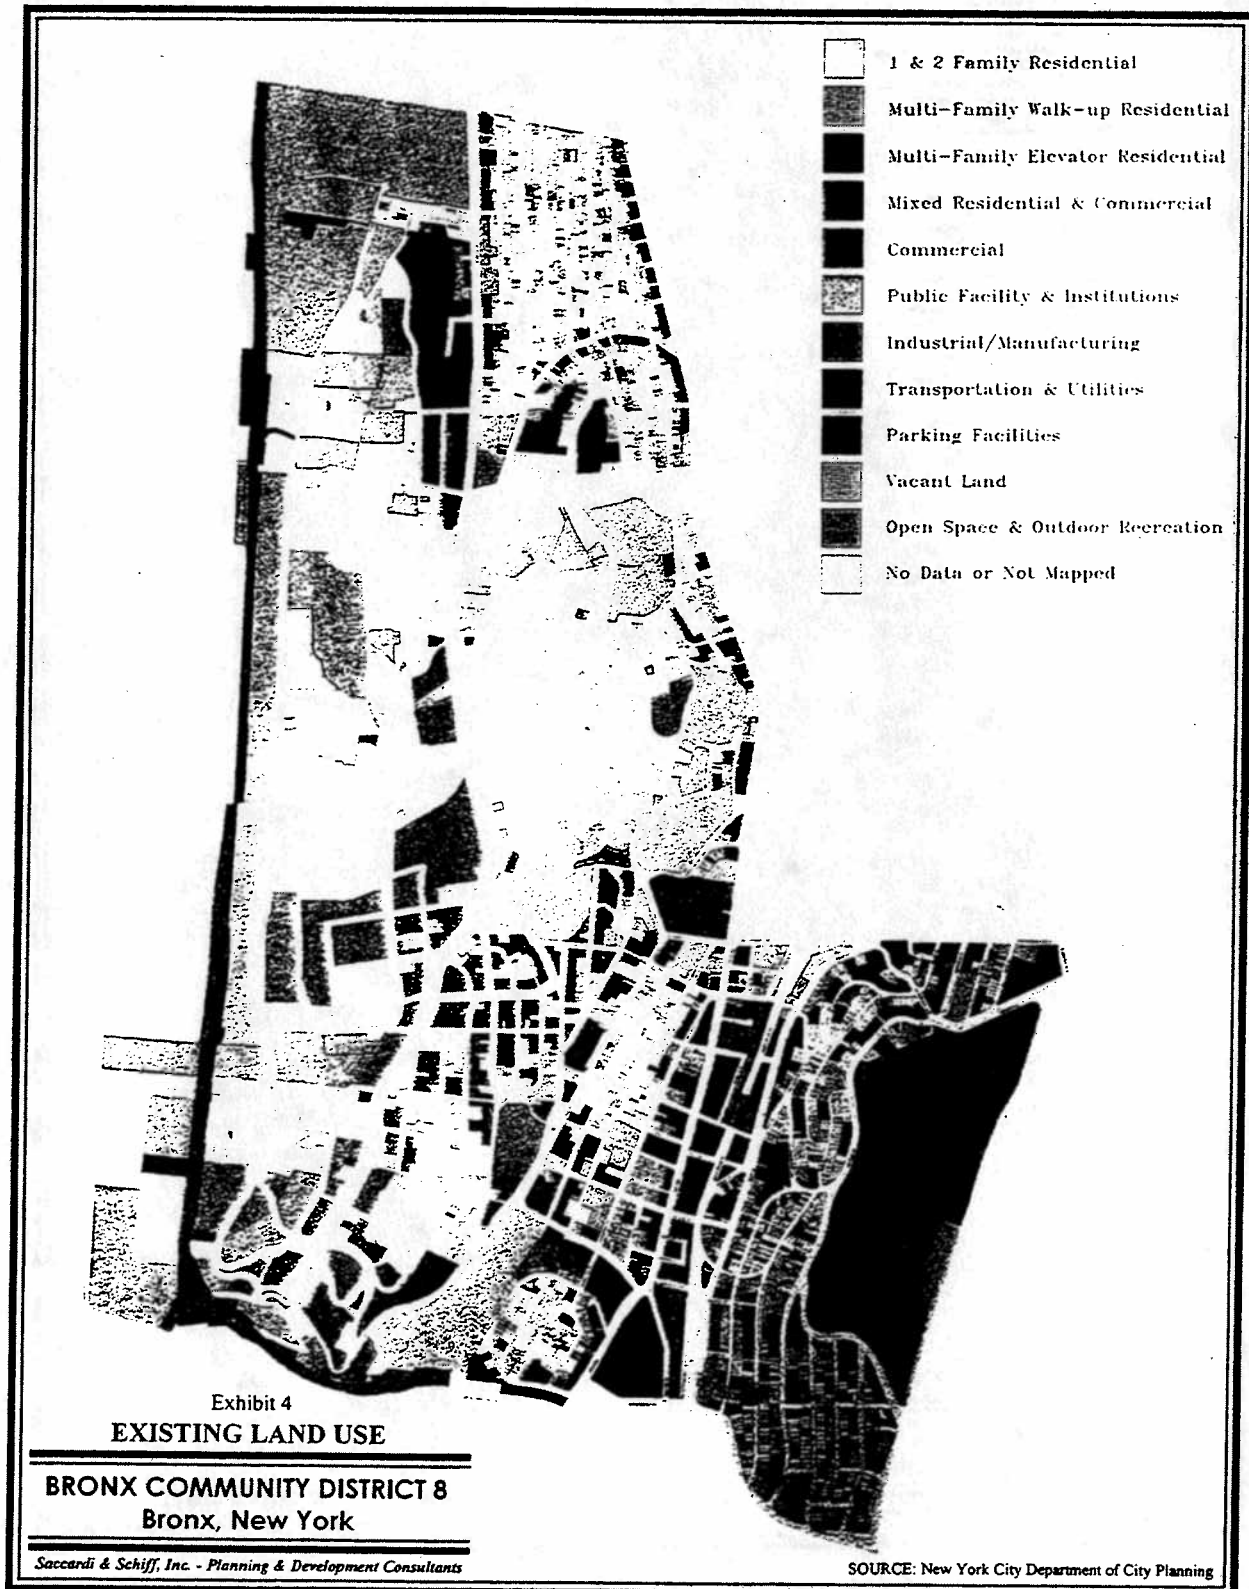 1 & 2 Family Residential
Multi-Family Walk-up Residential
Multi-Family Elevator Residential
Mixed Residential & Commercial
Commercial
Public Facility & Institutions
Industrial/Manufacturing
Transportation & Utilities
Parking Facilities
Vacant Land
Open Space & Outdoor Recreation
No Data or Not Mapped
Exhibit 4
EXISTING LAND USE
BRONX COMMUNITY DISTRICT 8
Bronx, New York
Saccardi & Schiff, Inc. - Planning & Development Consultants
SOURCE: New York City Department of City Planning